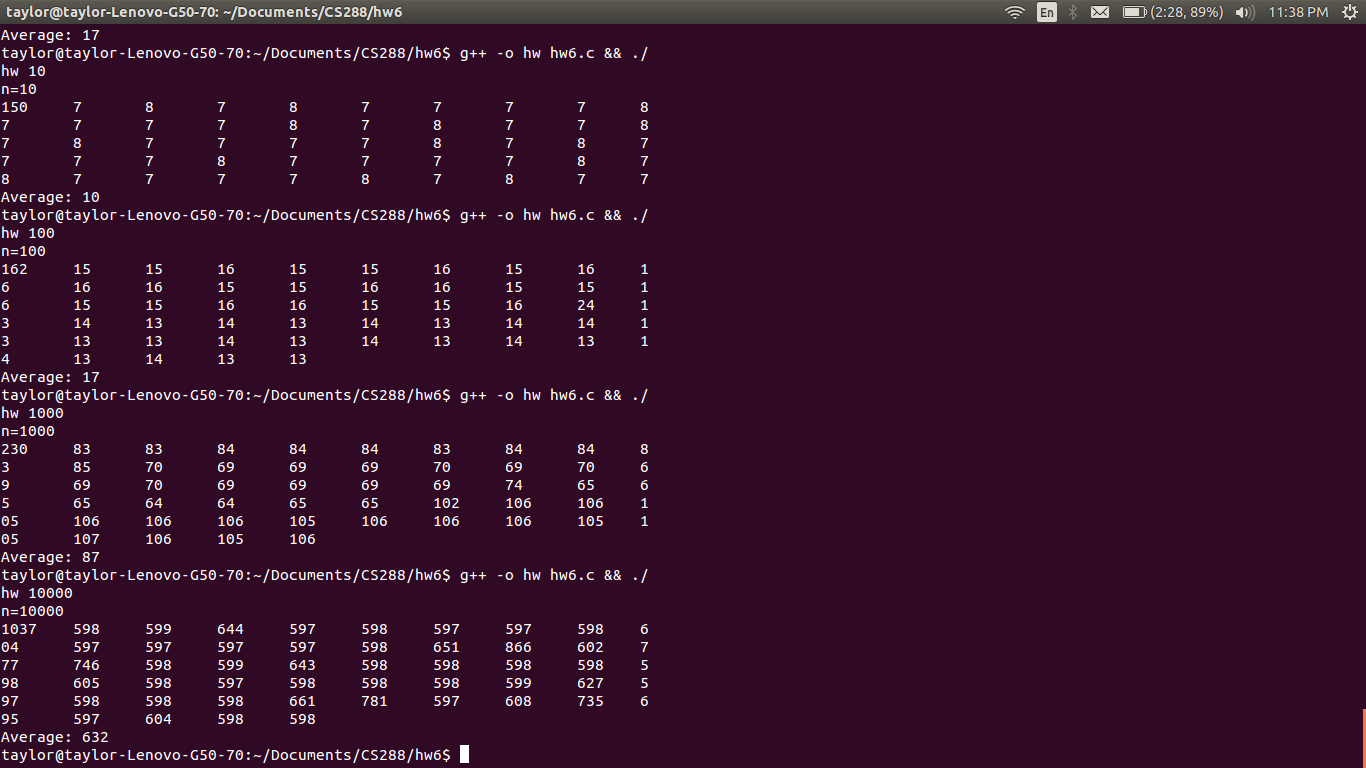 taylor@taylor-Lenovo-G50-70: ~/Documents/CS288/hw6 En (2:28, 89%) 11:38 PM
Average: 17
taylor@taylor-Lenovo-G50-70:~/Documents/CS288/hw6$ g++ -o hw hw6.c && ./
hw 10
n=10
150 7 8 7 8 7 7 7 7 8
7 7 7 7 8 7 8 7 7 8
7 8 7 7 7 7 8 7 8 7
7 7 7 8 7 7 7 7 8 7
8 7 7 7 7 8 7 8 7 7
Average: 10
taylor@taylor-Lenovo-G50-70:~/Documents/CS288/hw6$ g++ -o hw hw6.c && ./
hw 100
n=100
162 15 15 16 15 15 16 15 16 1
6 16 16 15 15 16 16 15 15 1
6 15 15 16 16 15 15 16 24 1
3 14 13 14 13 14 13 14 14 1
3 13 13 14 13 14 13 14 13 1
4 13 14 13 13
Average: 17
taylor@taylor-Lenovo-G50-70:~/Documents/CS288/hw6$ g++ -o hw hw6.c && ./
hw 1000
n=1000
230 83 83 84 84 84 83 84 84 8
3 85 70 69 69 69 70 69 70 6
9 69 70 69 69 69 69 74 65 6
5 65 64 64 65 65 102 106 106 1
05 106 106 106 105 106 106 106 105 1
05 107 106 105 106
Average: 87
taylor@taylor-Lenovo-G50-70:~/Documents/CS288/hw6$ g++ -o hw hw6.c && ./
hw 10000
n=10000
1037 598 599 644 597 598 597 597 598 6
04 597 597 597 597 598 651 866 602 7
77 746 598 599 643 598 598 598 598 5
98 605 598 597 598 598 598 599 627 5
97 598 598 598 661 781 597 608 735 6
95 597 604 598 598
Average: 632
taylor@taylor-Lenovo-G50-70:~/Documents/CS288/hw6$